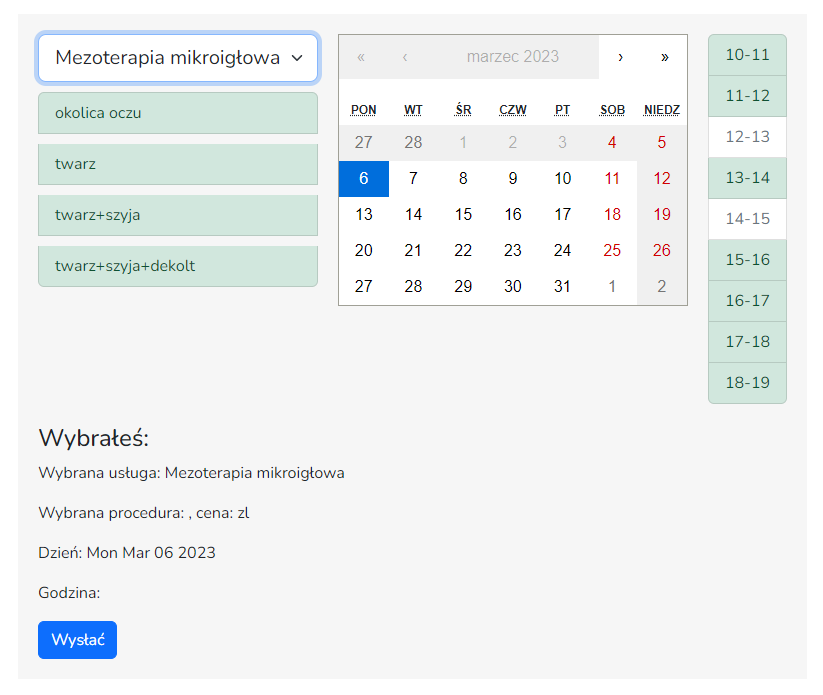 Mezoterapia mikroigłowa
okolica oczu
twarz
twarz+szyja
twarz+szyja+dekolt
« ‹ marzec 2023 › »
PON WT ŚR CZW PT SOB NIEDZ
27 28 1 2 3 4 5
6 7 8 9 10 11 12
13 14 15 16 17 18 19
20 21 22 23 24 25 26
27 28 29 30 31 1 2
10-11
11-12
12-13
13-14
14-15
15-16
16-17
17-18
18-19
Wybrałeś:
Wybrana usługa: Mezoterapia mikroigłowa
Wybrana procedura: , cena: zl
Dzień: Mon Mar 06 2023
Godzina:
Wysłać